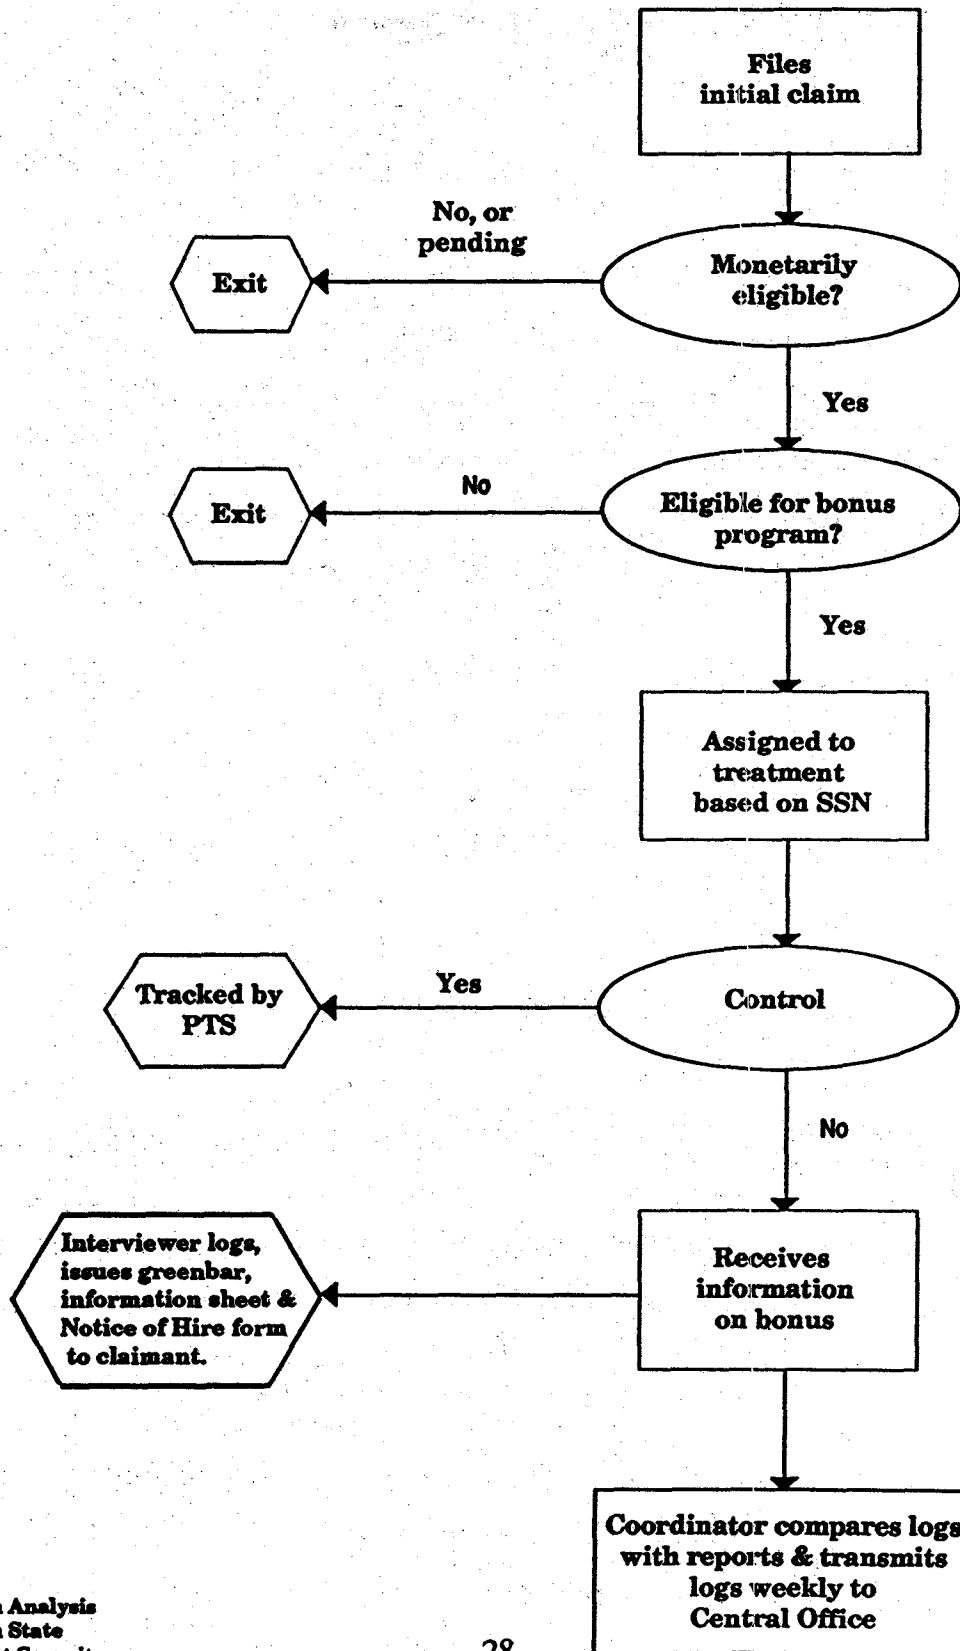 Files
initial claim
No, or
pending
Exit
Monetarily
eligible?
Yes
No
Exit
Eligible for bonus
program?
Yes
Assigned to
treatment
based on SSN
Tracked by
PTS
Yes
Control
No
Interviewer logs,
issues greenbar,
information sheet &
Notice of Hire form
to claimant.
Receives
information
on bonus
Coordinator compares logs
with reports & transmits
logs weekly to
Central Office
Analysis
State
28